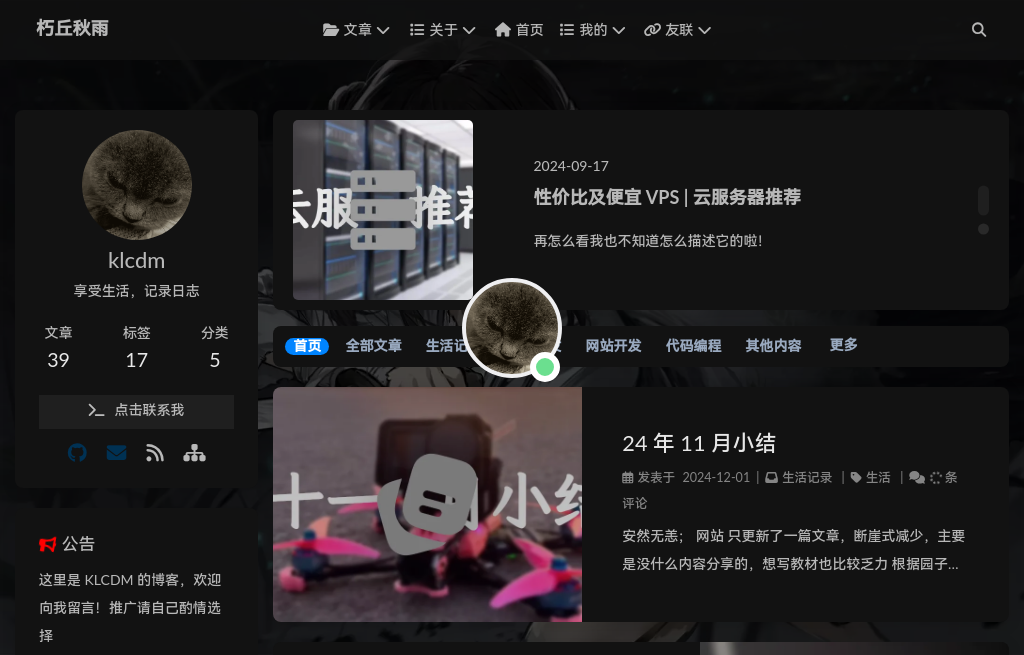 朽丘秋雨
文章 关于 首页 我的 友联
klcdm
享受生活，记录日志
文章 标签 分类
39 17 5
点击联系我
公告
这里是 KLCDM 的博客，欢迎
向我留言！推广请自己酌情选
择
云服 推荐
2024-09-17
性价比及便宜 VPS | 云服务器推荐
再怎么看我也不知道怎么描述它的啦！
首页 全部文章 生活记 网站开发 代码编程 其他内容 更多
十一 小结
24 年 11 月小结
发表于 2024-12-01 | 生活记录 | 生活 | 条
评论
安然无恙； 网站 只更新了一篇文章，断崖式减少，主要
是没什么内容分享的，想写教材也比较乏力 根据园子...